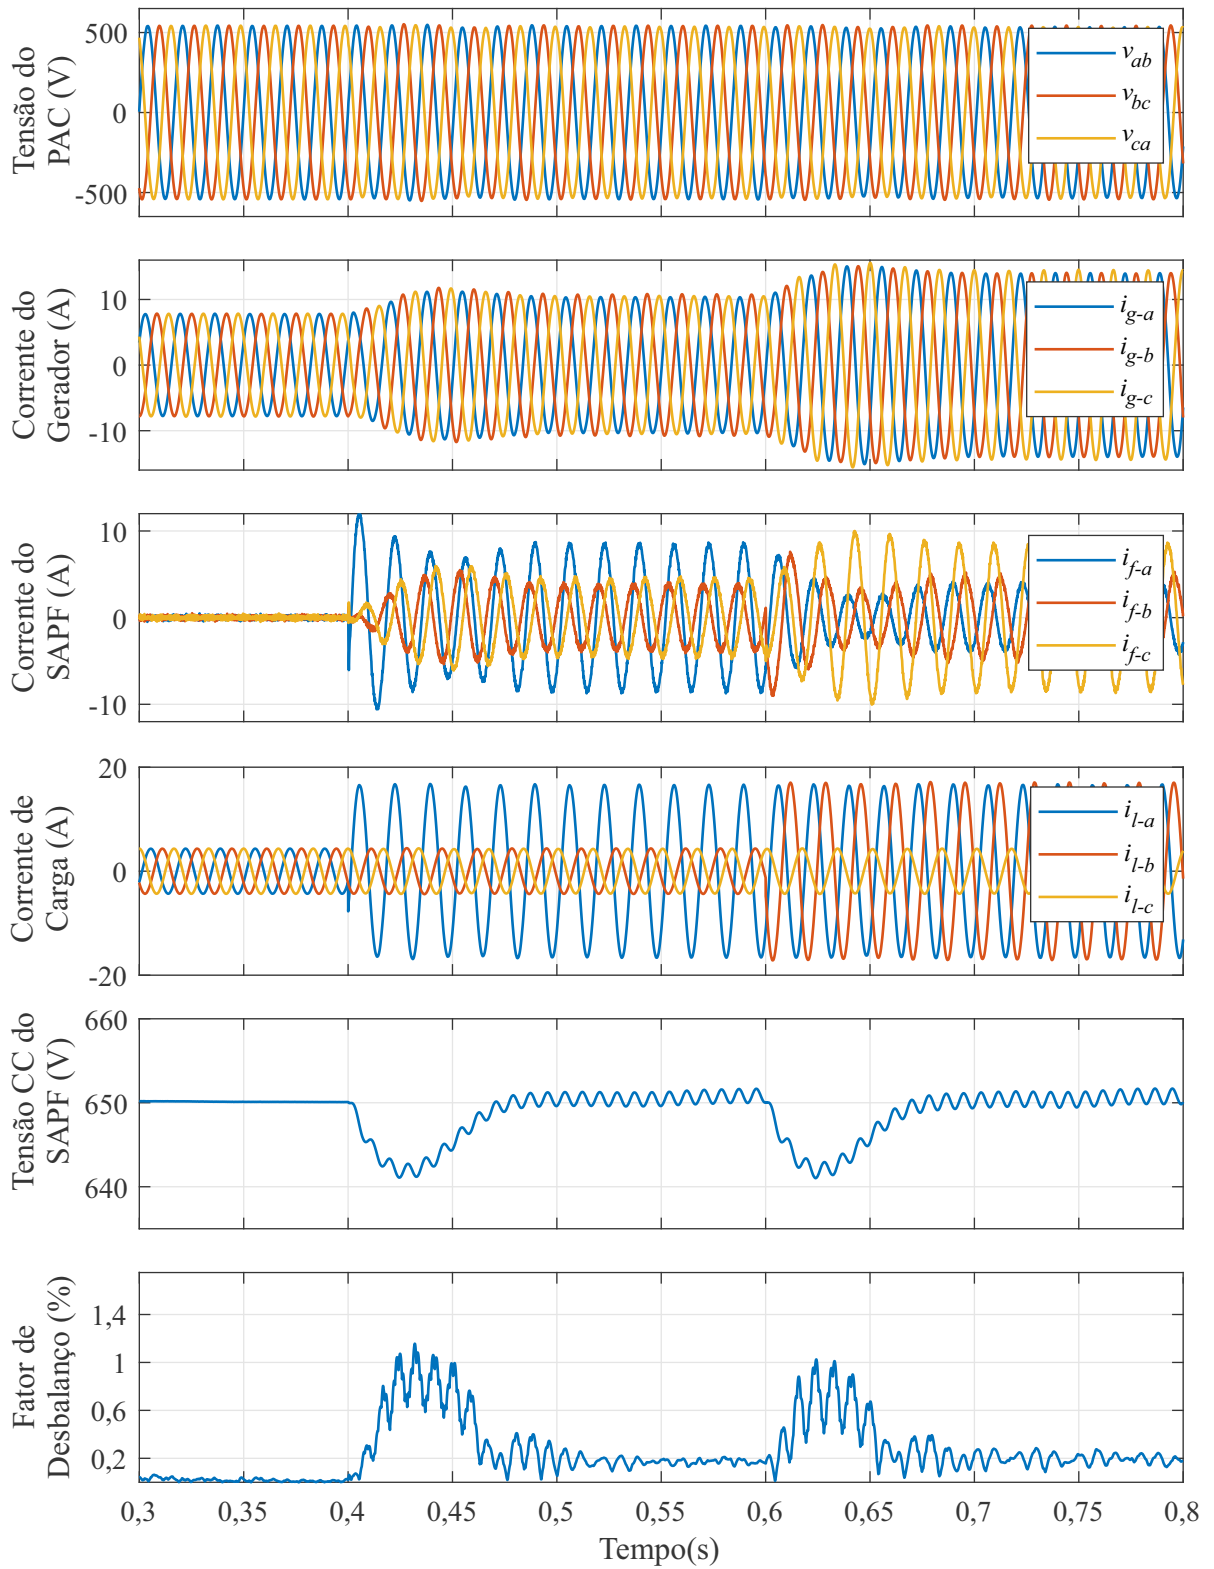 Tensão do
PAC (V)
500
0
-500
v_ab
v_bc
v_ca
Corrente do
Gerador (A)
10
0
-10
i_g-a
i_g-b
i_g-c
Corrente do
SAPF (A)
10
0
-10
i_f-a
i_f-b
i_f-c
Corrente de
Carga (A)
20
0
-20
i_l-a
i_l-b
i_l-c
Tensão CC do
SAPF (V)
660
650
640
Fator de
Desbalanço (%)
1,4
1
0,6
0,2
0,3 0,35 0,4 0,45 0,5 0,55 0,6 0,65 0,7 0,75 0,8
Tempo(s)